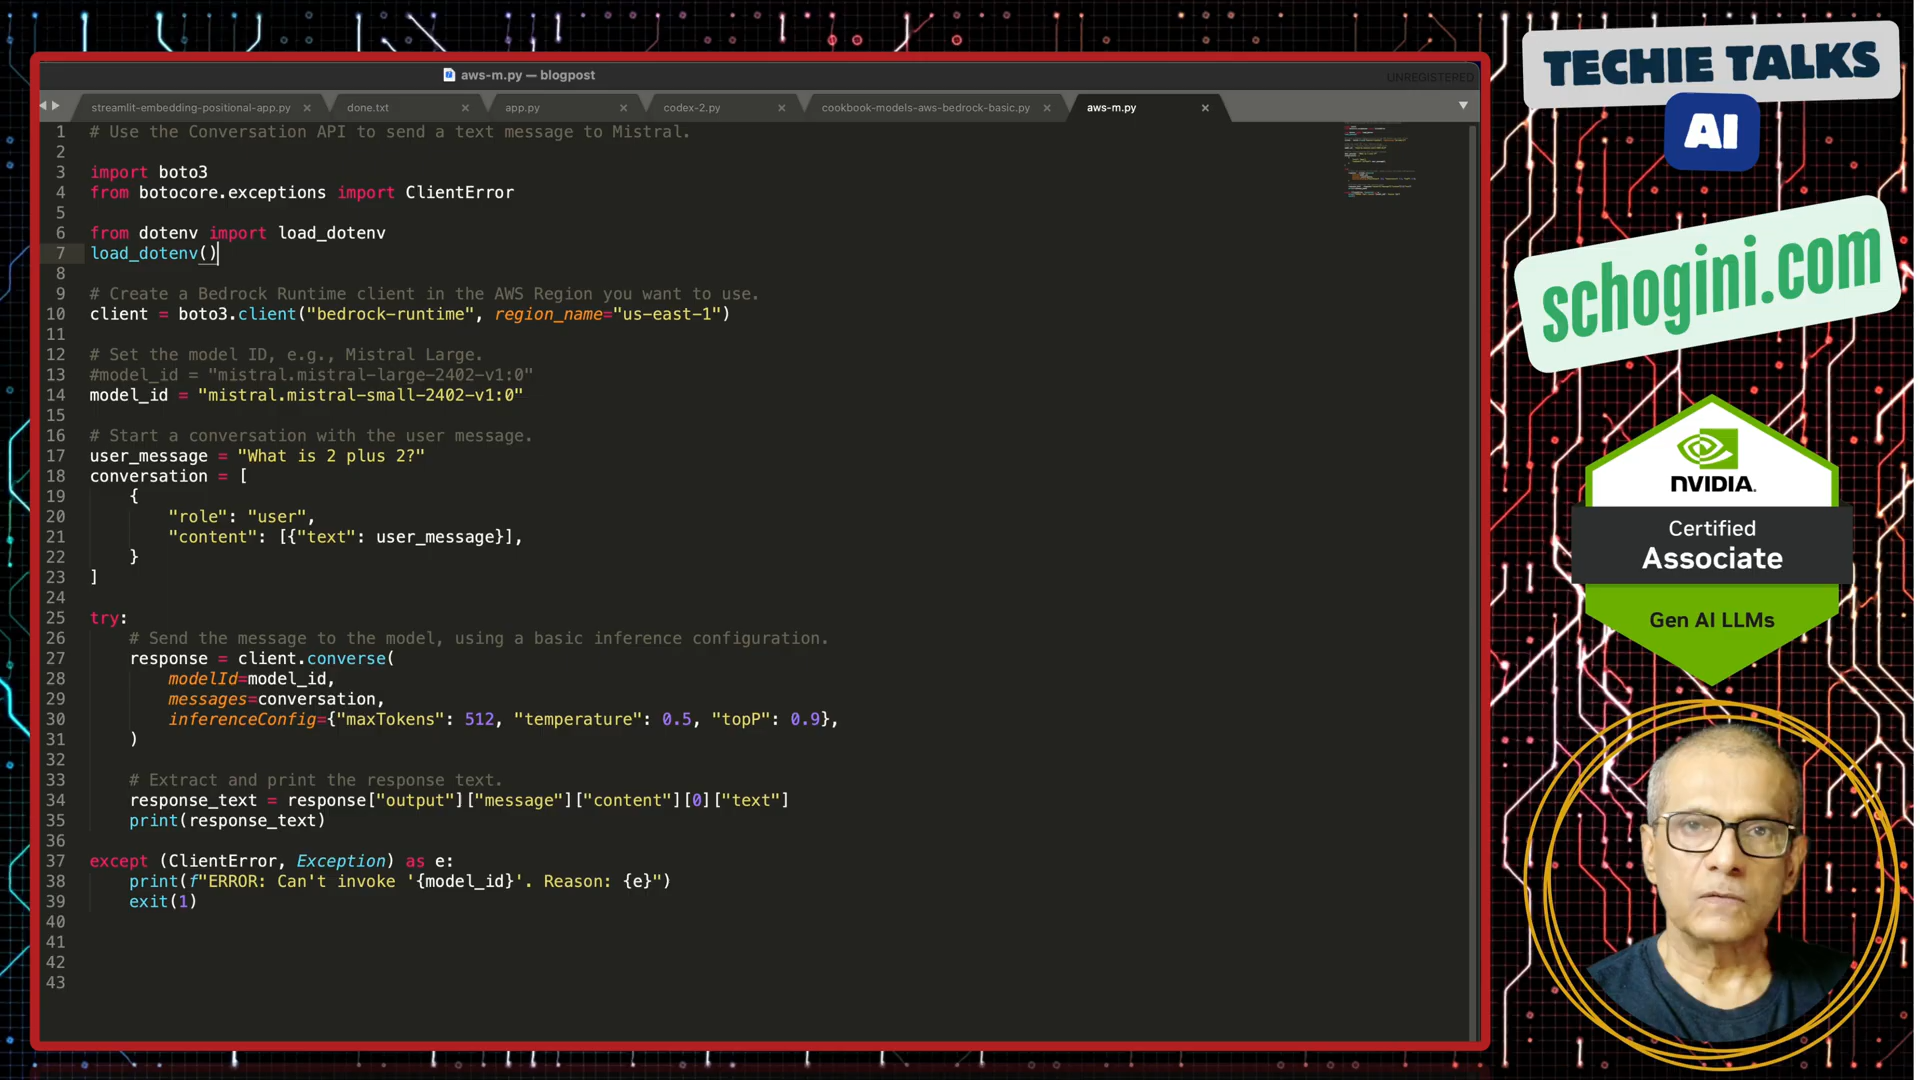 aws-m.py — blogpost
UNREGISTERED
streamlit-embedding-positional-app.py
done.txt
app.py
codex-2.py
cookbook-models-aws-bedrock-basic.py
aws-m.py
1 # Use the Conversation API to send a text message to Mistral.
2
3 import boto3
4 from botocore.exceptions import ClientError
5
6 from dotenv import load_dotenv
7 load_dotenv()
8
9 # Create a Bedrock Runtime client in the AWS Region you want to use.
10 client = boto3.client("bedrock-runtime", region_name="us-east-1")
11
12 # Set the model ID, e.g., Mistral Large.
13 #model_id = "mistral.mistral-large-2402-v1:0"
14 model_id = "mistral.mistral-small-2402-v1:0"
15
16 # Start a conversation with the user message.
17 user_message = "What is 2 plus 2?"
18 conversation = [
19 {
20 "role": "user",
21 "content": [{"text": user_message}],
22 }
23 ]
24
25 try:
26 # Send the message to the model, using a basic inference configuration.
27 response = client.converse(
28 modelId=model_id,
29 messages=conversation,
30 inferenceConfig={"maxTokens": 512, "temperature": 0.5, "topP": 0.9},
31 )
32
33 # Extract and print the response text.
34 response_text = response["output"]["message"]["content"][0]["text"]
35 print(response_text)
36
37 except (ClientError, Exception) as e:
38 print(f"ERROR: Can't invoke '{model_id}'. Reason: {e}")
39 exit(1)
40
41
42
43
TECHIE TALKS
AI
schogini.com
NVIDIA.
Certified
Associate
Gen AI LLMs